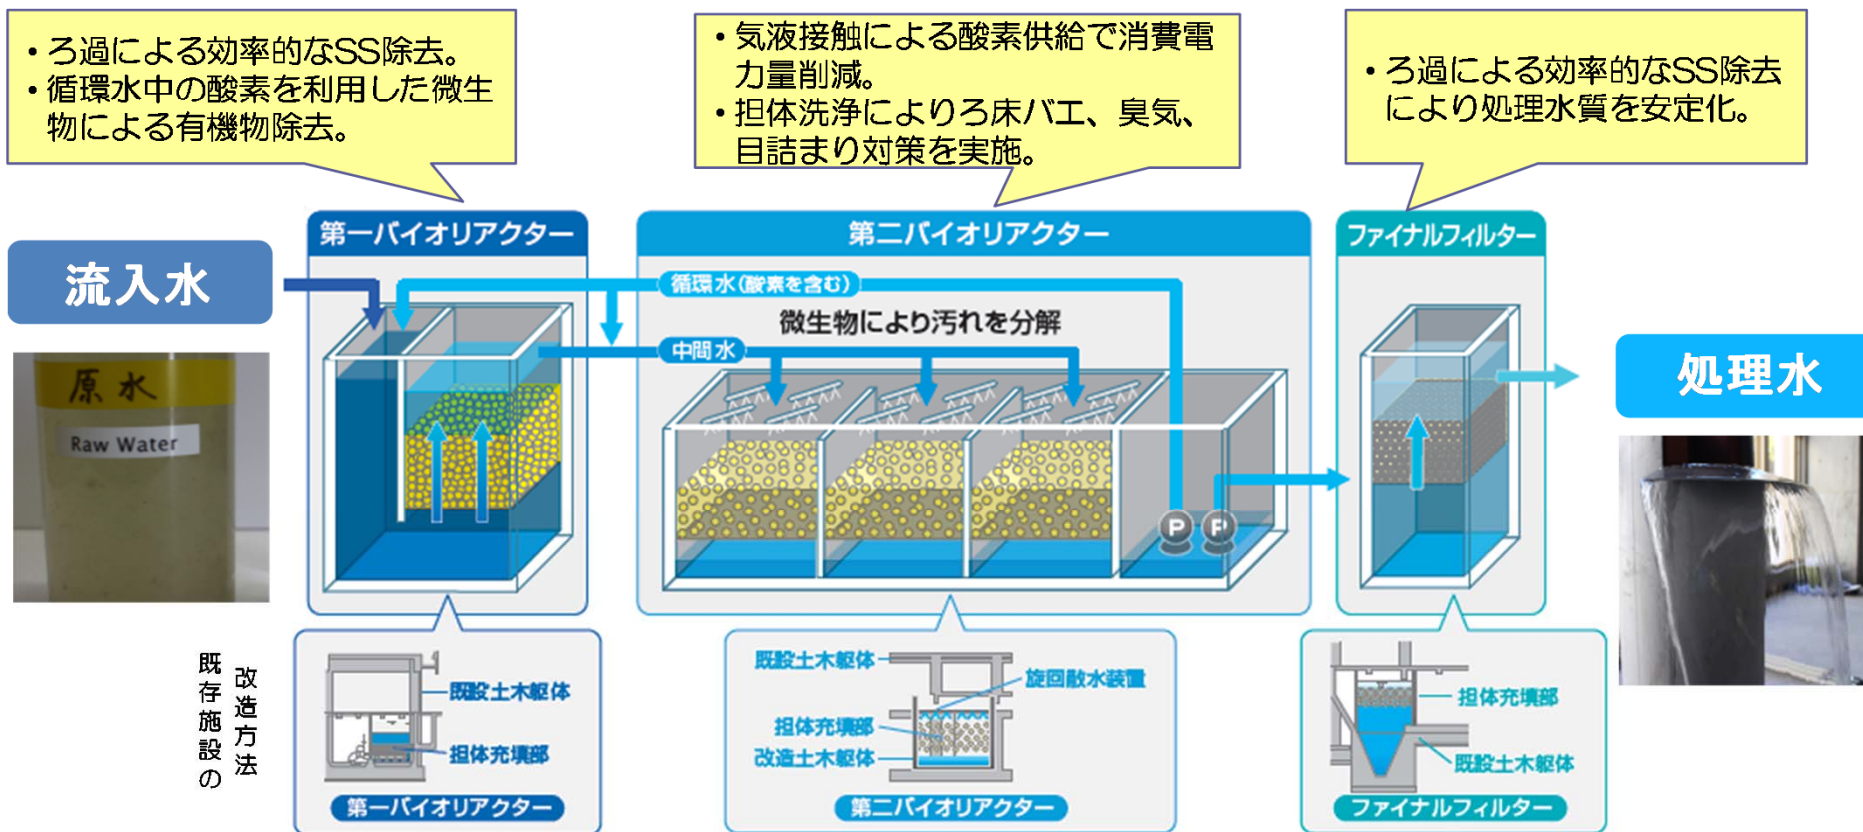 ・ろ過による効率的なSS除去。
・循環水中の酸素を利用した微生
物による有機物除去。
・気液接触による酸素供給で消費電
力量削減。
・担体洗浄によりろ床バエ、臭気、
目詰まり対策を実施。
・ろ過による効率的なSS除去
により処理水質を安定化。
流入水
原水
Raw Water
第一バイオリアクター
第二バイオリアクター
循環水(酸素を含む)
微生物により汚れを分解
中間水
P
P
ファイナルフィルター
処理水
既存施設の
改造方法
既設土木躯体
担体充填部
第一バイオリアクター
既設土木躯体
旋回散水装置
担体充填部
改造土木躯体
第二バイオリアクター
担体充填部
既設土木躯体
ファイナルフィルター